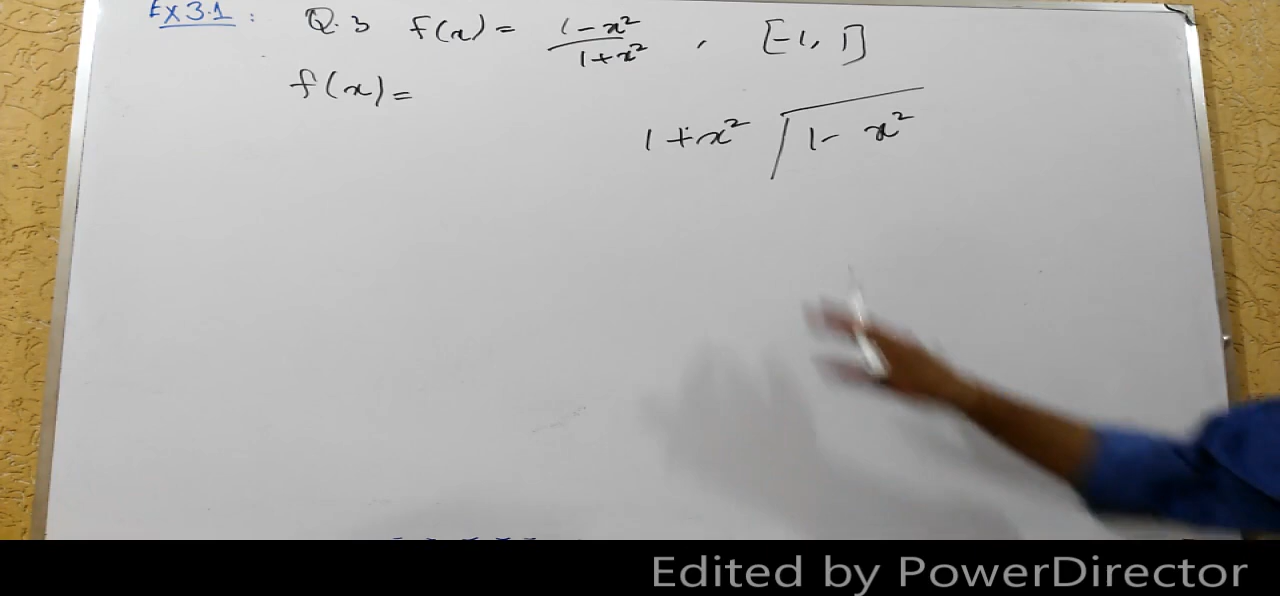 Ex 3.1 : Q.3 f(x) = (1-x²)/(1+x²) , [-1, 1]
f(x) =
1+x² √(1-x²)
Edited by PowerDirector